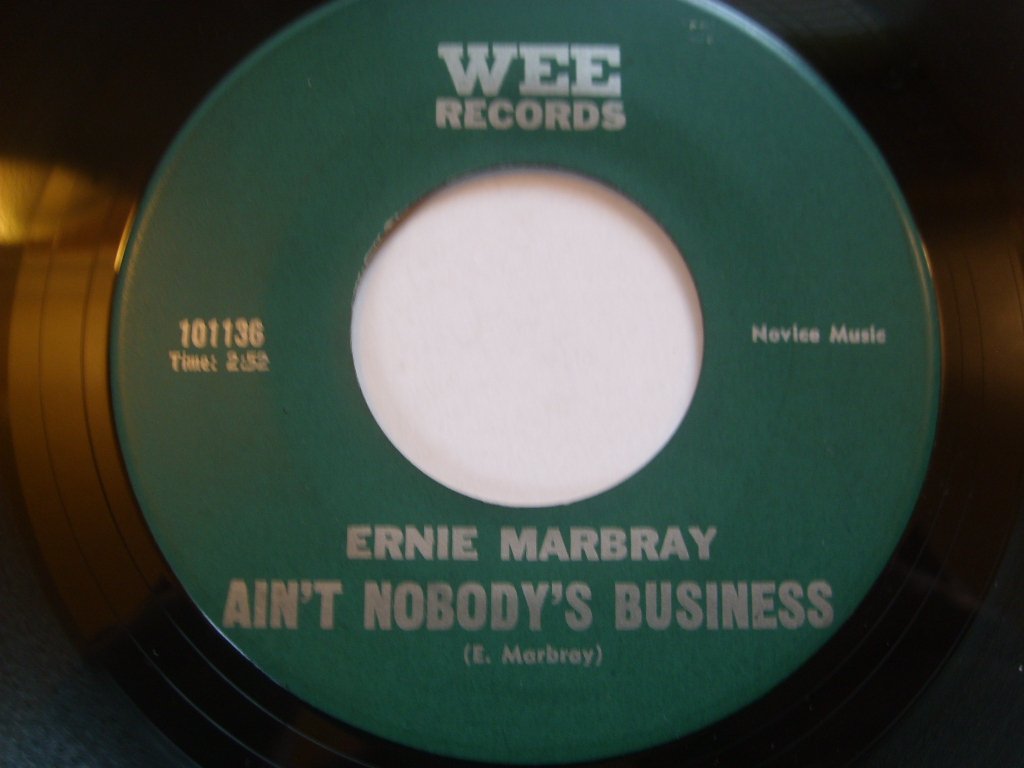 WEE
RECORDS
101136
Time: 2:52
Novice Music
ERNIE MARBRAY
AIN'T NOBODY'S BUSINESS
(E. Marbray)